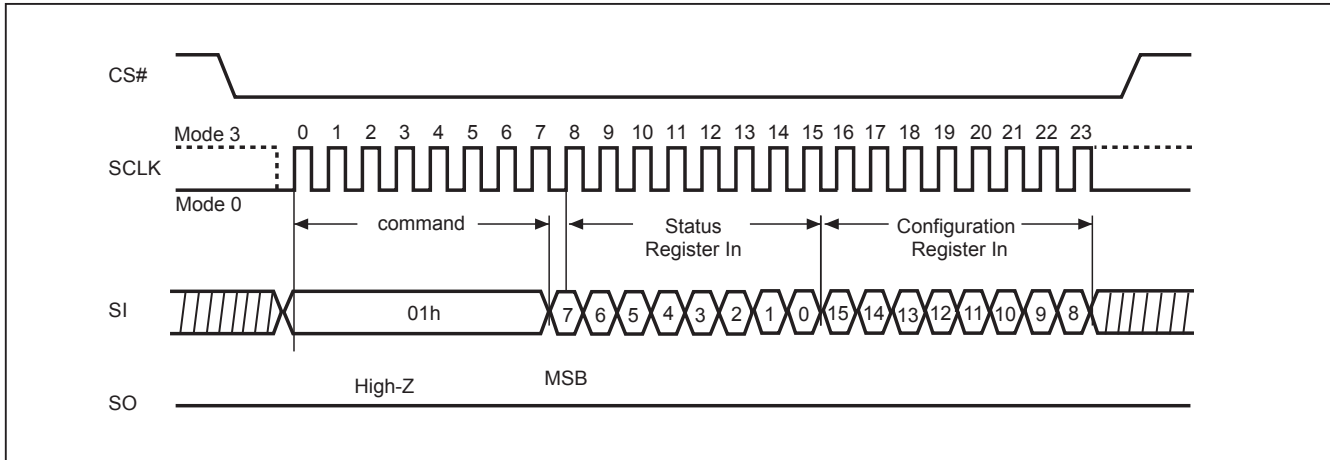 CS#
Mode 3 0 1 2 3 4 5 6 7 8 9 10 11 12 13 14 15 16 17 18 19 20 21 22 23
SCLK
Mode 0
command Status Register In Configuration Register In
SI 01h 7 6 5 4 3 2 1 0 15 14 13 12 11 10 9 8
High-Z MSB
SO